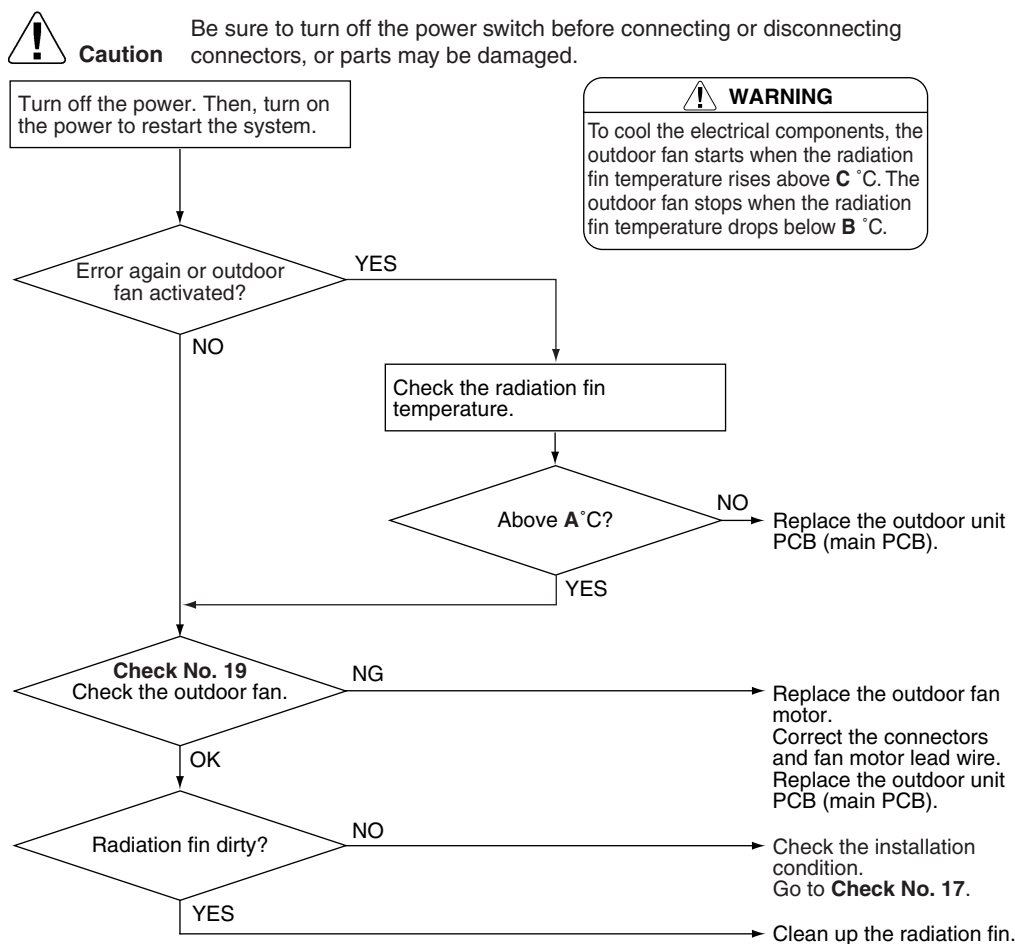 Be sure to turn off the power switch before connecting or disconnecting
Caution connectors, or parts may be damaged.
Turn off the power. Then, turn on
the power to restart the system.
WARNING
To cool the electrical components, the
outdoor fan starts when the radiation
fin temperature rises above C ˚C. The
outdoor fan stops when the radiation
fin temperature drops below B ˚C.
Error again or outdoor
fan activated?
YES
NO
Check the radiation fin
temperature.
Above A˚C?
NO
Replace the outdoor unit
PCB (main PCB).
YES
Check No. 19
Check the outdoor fan.
NG
Replace the outdoor fan
motor.
Correct the connectors
and fan motor lead wire.
Replace the outdoor unit
PCB (main PCB).
OK
Radiation fin dirty?
NO
Check the installation
condition.
Go to Check No. 17.
YES
Clean up the radiation fin.